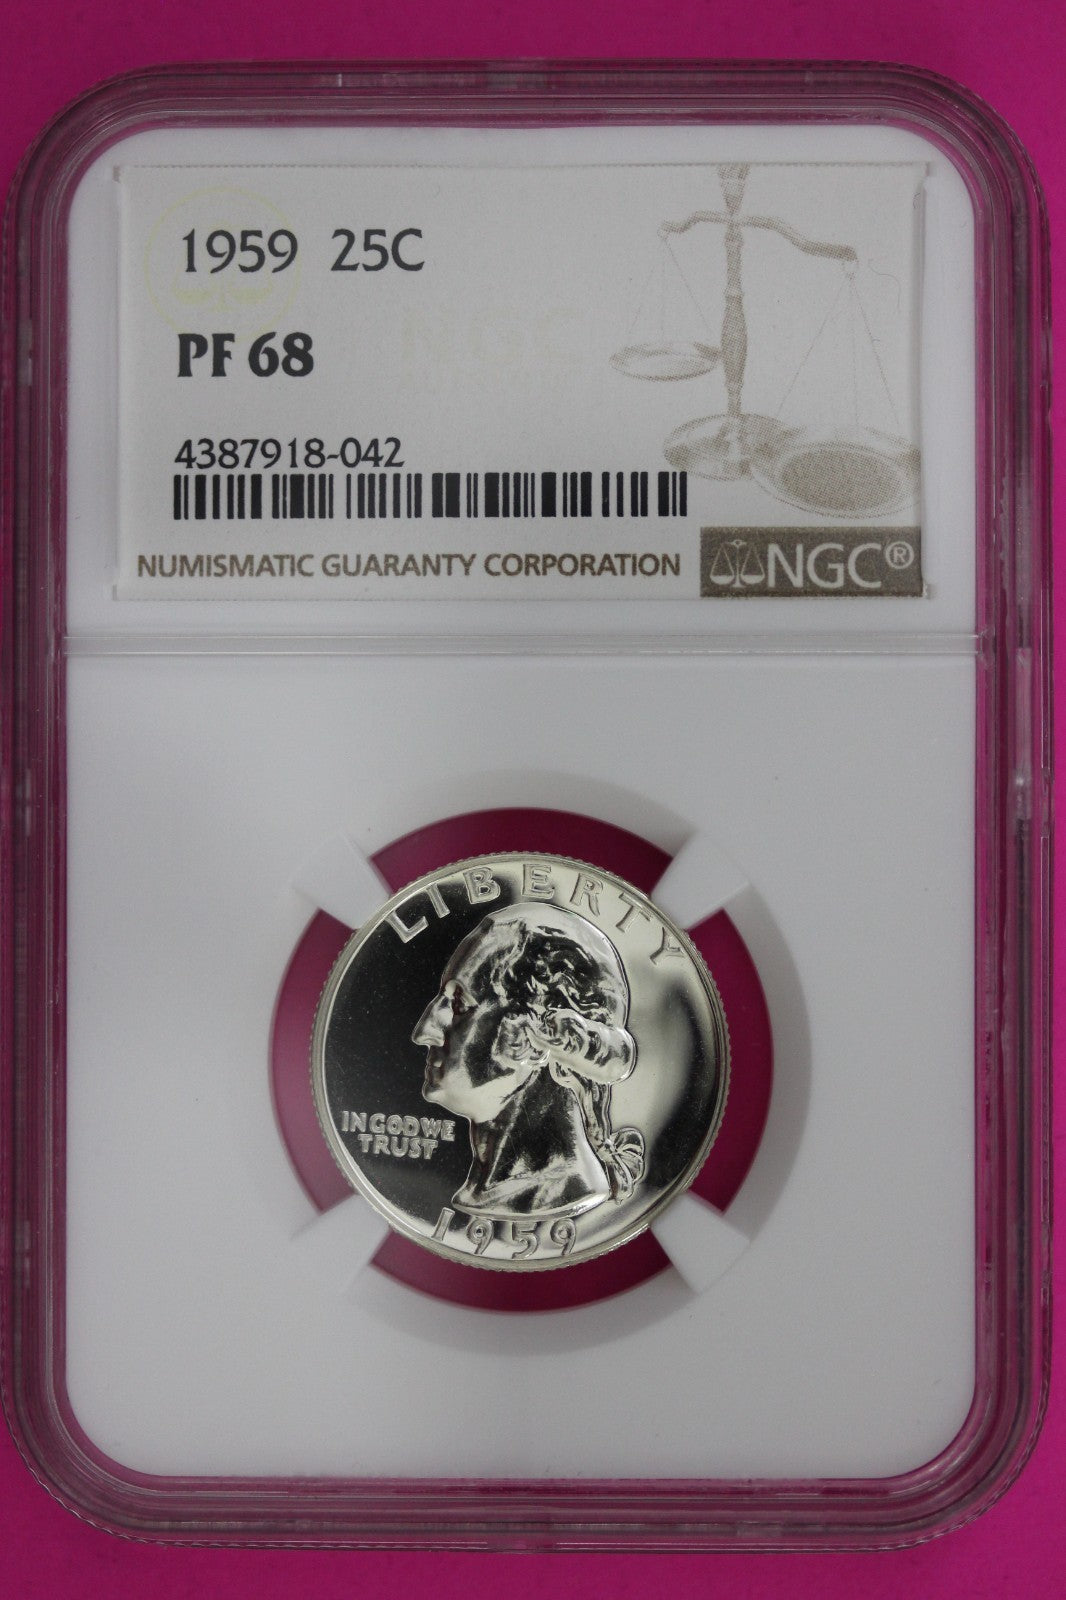 1959 25C
PF 68
4387918-042
NUMISMATIC GUARANTY CORPORATION
NGC®
LIBERTY
IN GOD WE
TRUST
1959